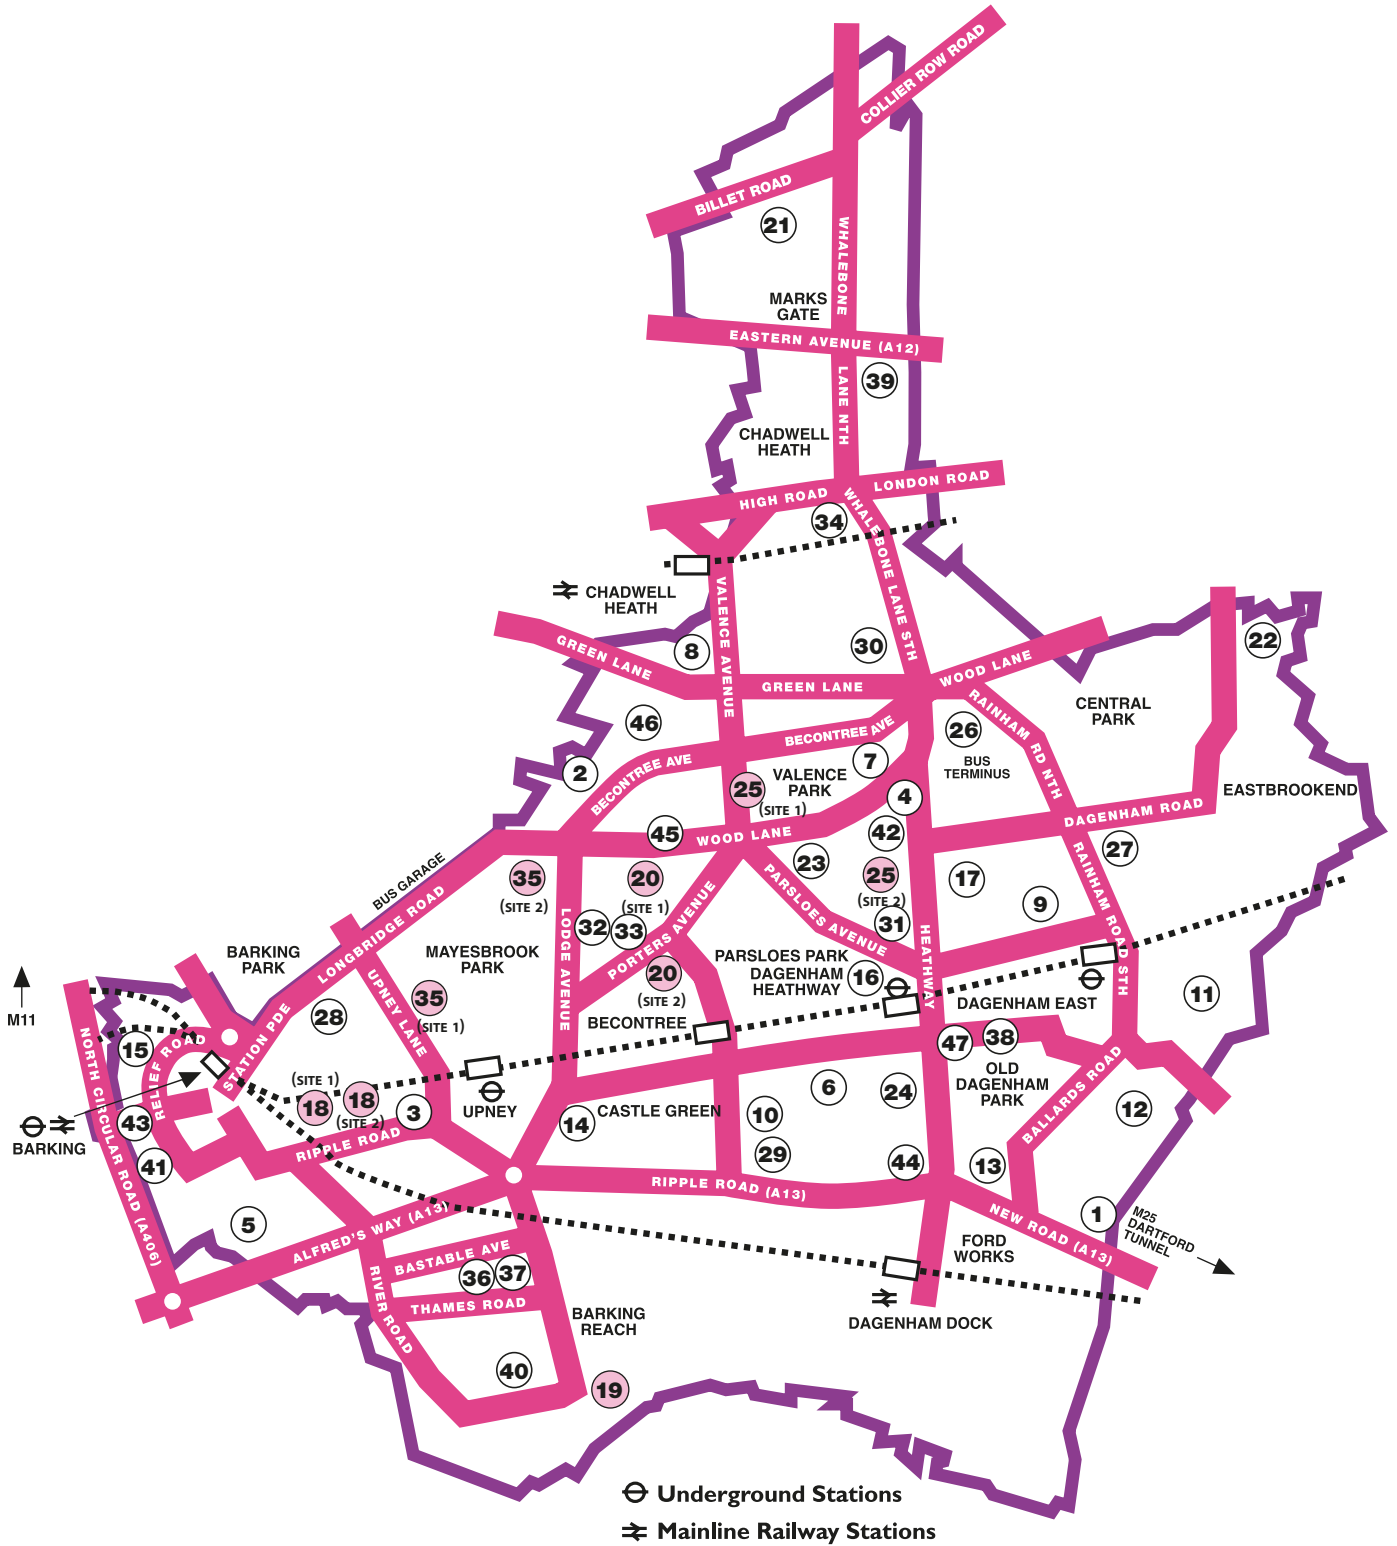 COLLIER ROW ROAD
BILLET ROAD
21
WHALEBONE
LANE NTH
MARKS
GATE
EASTERN AVENUE (A12)
39
CHADWELL
HEATH
HIGH ROAD
LONDON ROAD
34
WHALEBONE LANE STH
CHADWELL
HEATH
VALENCE AVENUE
8
30
22
GREEN LANE
GREEN LANE
WOOD LANE
CENTRAL
PARK
RAINHAM RD NTH
46
26
BUS
TERMINUS
BECONTREE AVE
BECONTREE AVE
7
2
VALENCE
PARK
25
(SITE 1)
4
EASTBROOKEND
DAGENHAM ROAD
45
WOOD LANE
42
27
BUS GARAGE
23
RAINHAM ROAD STH
35
(SITE 2)
20
(SITE 1)
25
(SITE 2)
17
PARSLOES AVENUE
9
LONGBRIDGE ROAD
LODGE AVENUE
32
33
PORTERS AVENUE
31
HEATHWAY
BARKING
PARK
MAYESBROOK
PARK
PARSLOES PARK
DAGENHAM
HEATHWAY
16
20
(SITE 2)
UPNEY LANE
35
(SITE 1)
DAGENHAM EAST
11
M11
28
BECONTREE
STATION PDE
NORTH CIRCULAR ROAD (A406)
15
RELIEF ROAD
47
38
OLD
DAGENHAM
PARK
BALLARDS ROAD
(SITE 1)
18
18
(SITE 2)
3
UPNEY
CASTLE GREEN
6
24
12
10
14
43
BARKING
RIPPLE ROAD
41
29
44
13
RIPPLE ROAD (A13)
5
ALFRED'S WAY (A13)
1
M25
DARTFORD
TUNNEL
NEW ROAD (A13)
FORD
WORKS
BASTABLE AVE
36
37
RIVER ROAD
THAMES ROAD
BARKING
REACH
DAGENHAM DOCK
40
19
Underground Stations
Mainline Railway Stations